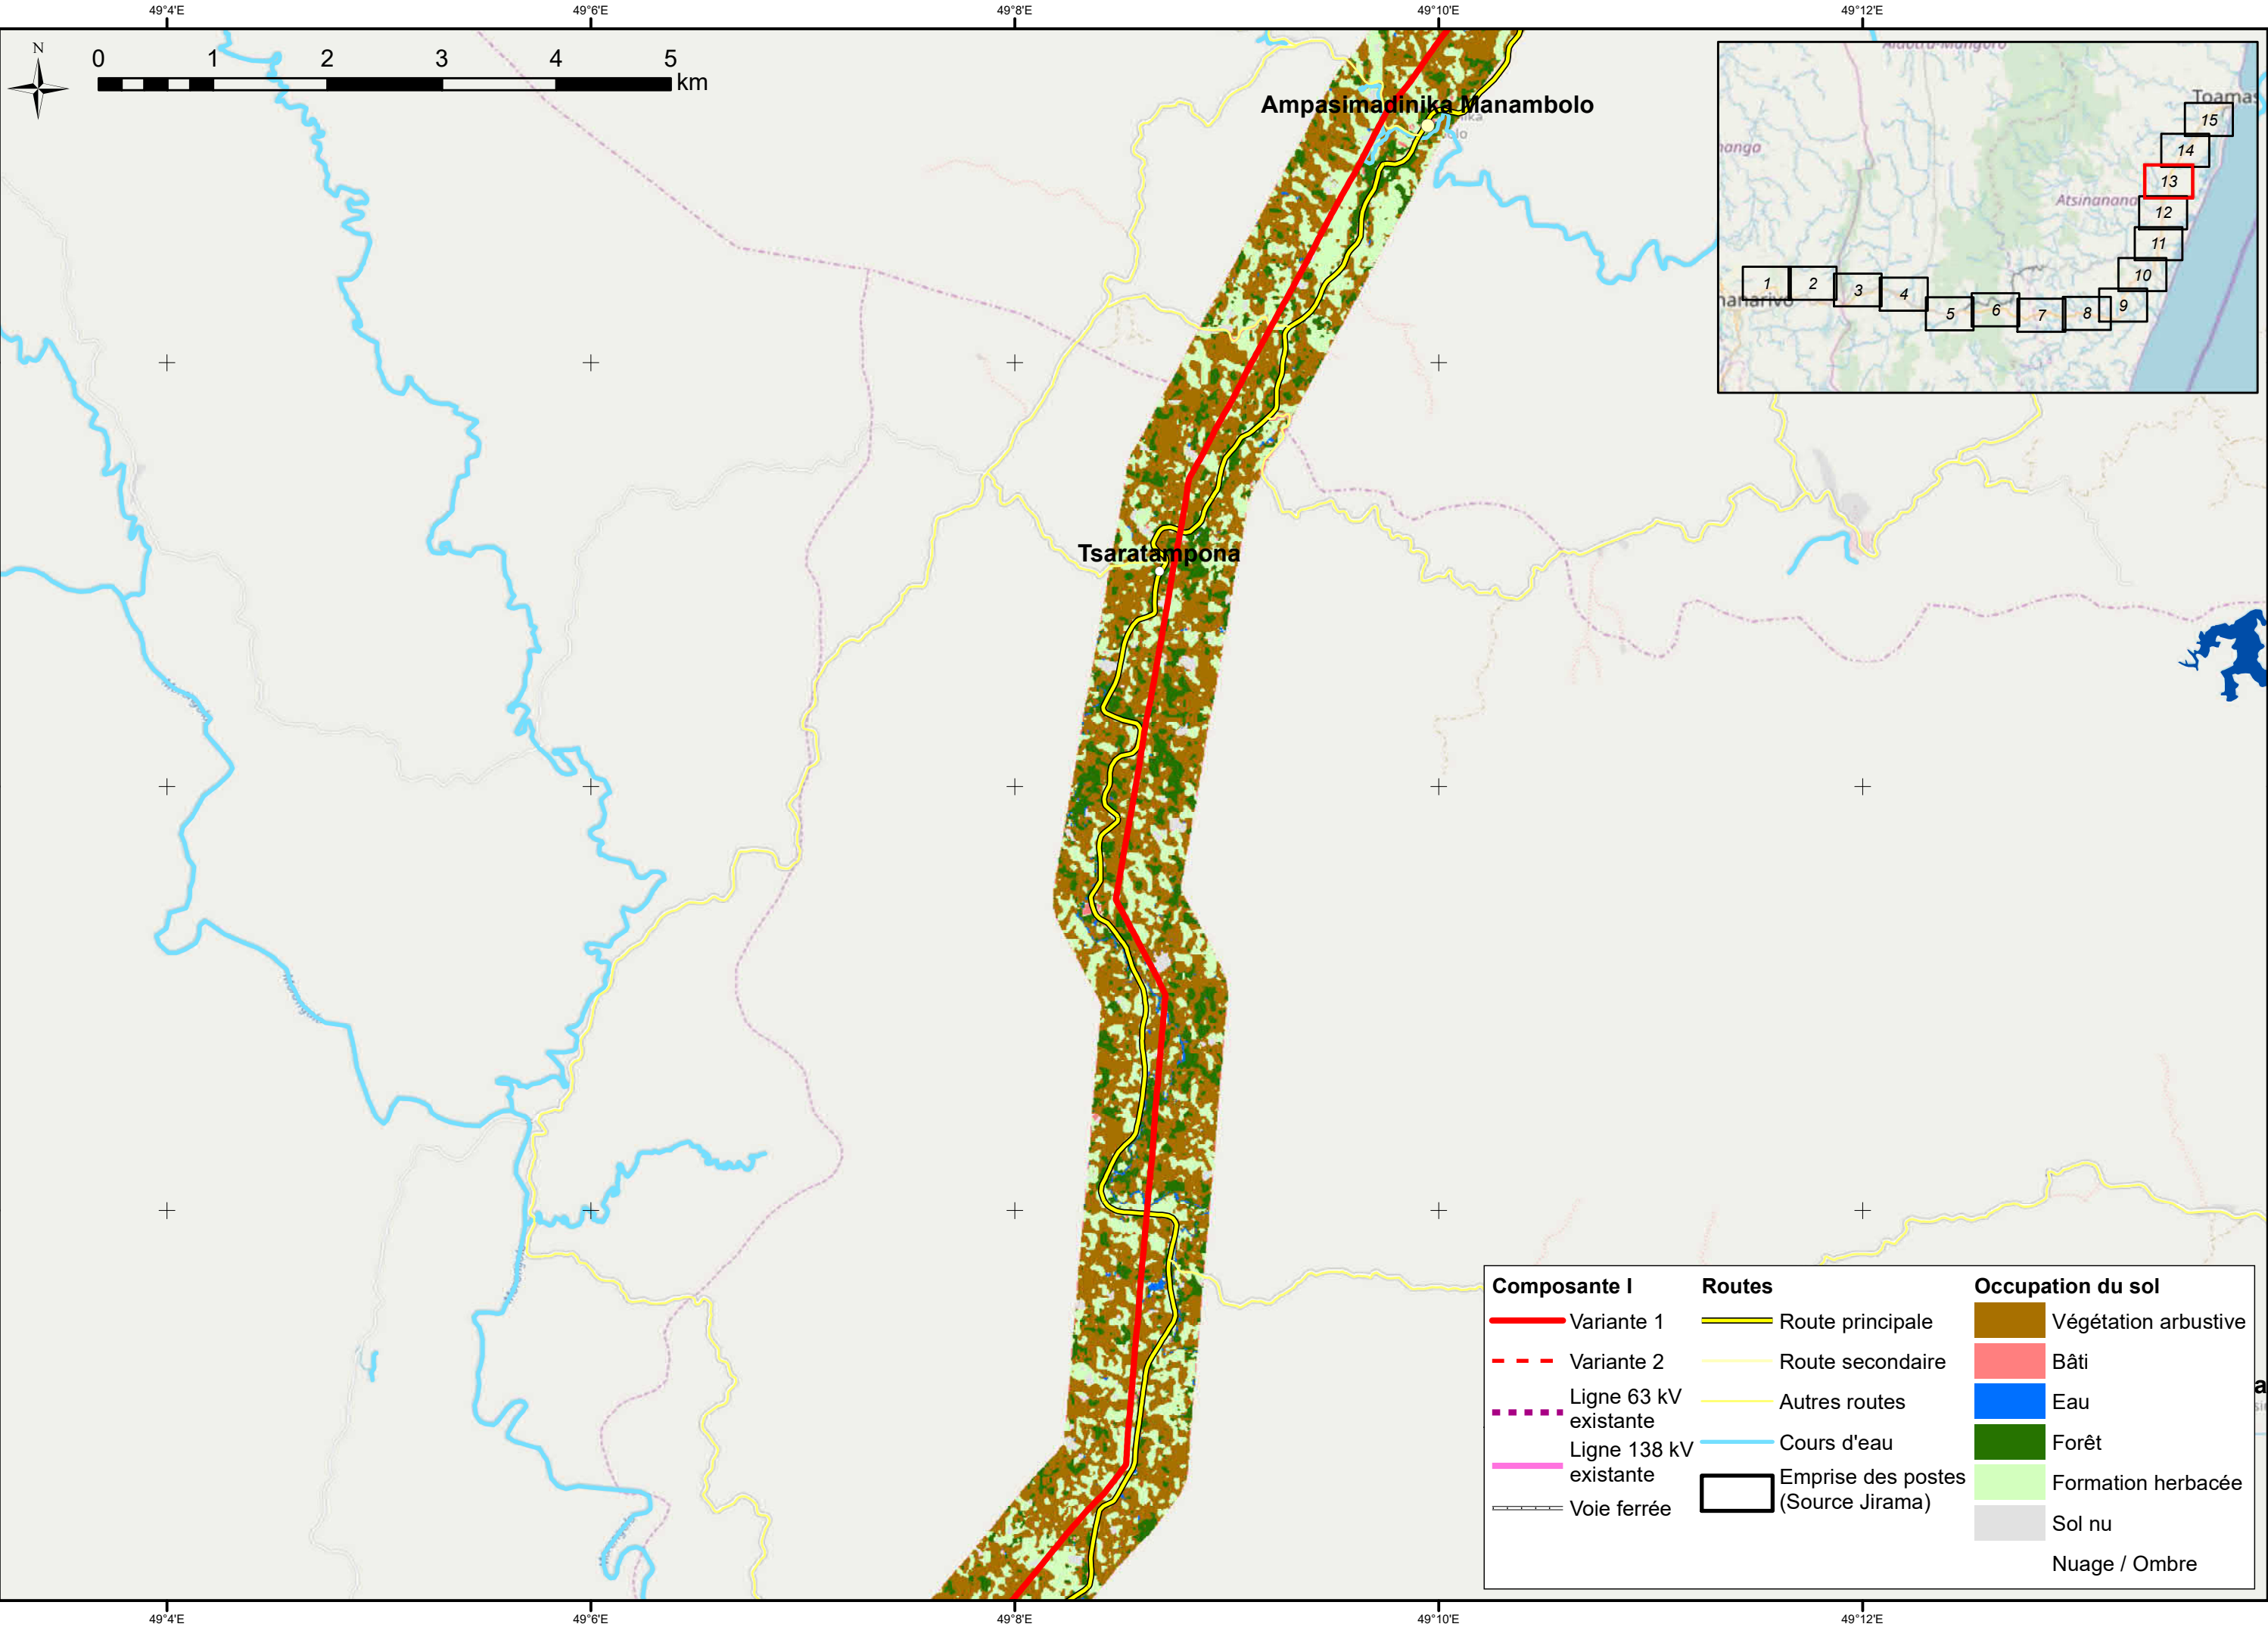 49°4'E
49°6'E
49°8'E
49°10'E
49°12'E
N
0 1 2 3 4 5
km
Ampasimadinika Manambolo
Tsaratampona
Toamas
Atsinanana
nanarivo
1
2
3
4
5
6
7
8
9
10
11
12
13
14
15
Composante I
Variante 1
Variante 2
Ligne 63 kV
existante
Ligne 138 kV
existante
Voie ferrée
Routes
Route principale
Route secondaire
Autres routes
Cours d'eau
Emprise des postes
(Source Jirama)
Occupation du sol
Végétation arbustive
Bâti
Eau
Forêt
Formation herbacée
Sol nu
Nuage / Ombre
49°4'E
49°6'E
49°8'E
49°10'E
49°12'E